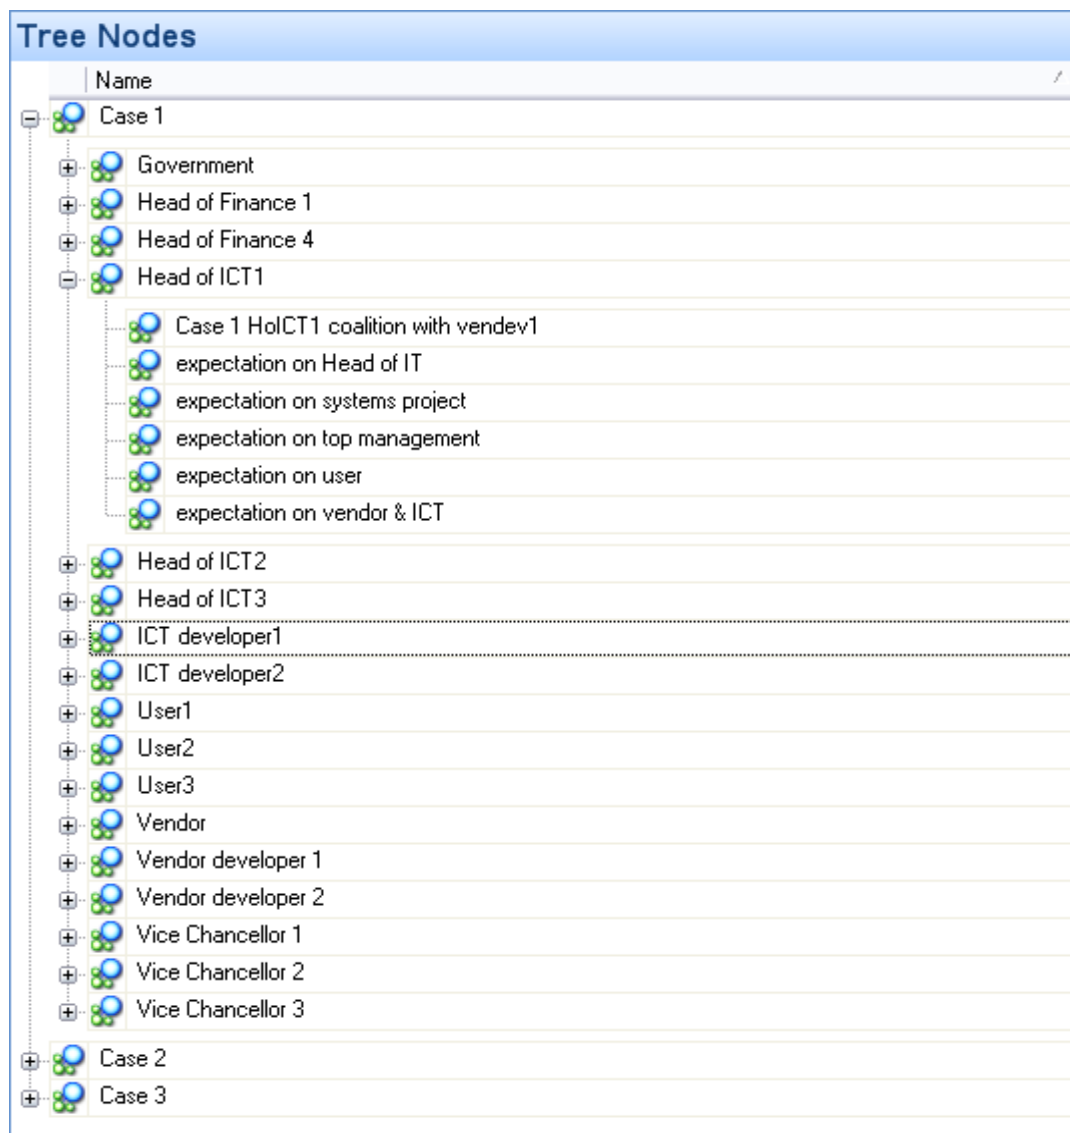 Tree Nodes
Name
Case 1
Government
Head of Finance 1
Head of Finance 4
Head of ICT1
Case 1 HoICT1 coalition with vendev1
expectation on Head of IT
expectation on systems project
expectation on top management
expectation on user
expectation on vendor & ICT
Head of ICT2
Head of ICT3
ICT developer1
ICT developer2
User1
User2
User3
Vendor
Vendor developer 1
Vendor developer 2
Vice Chancellor 1
Vice Chancellor 2
Vice Chancellor 3
Case 2
Case 3